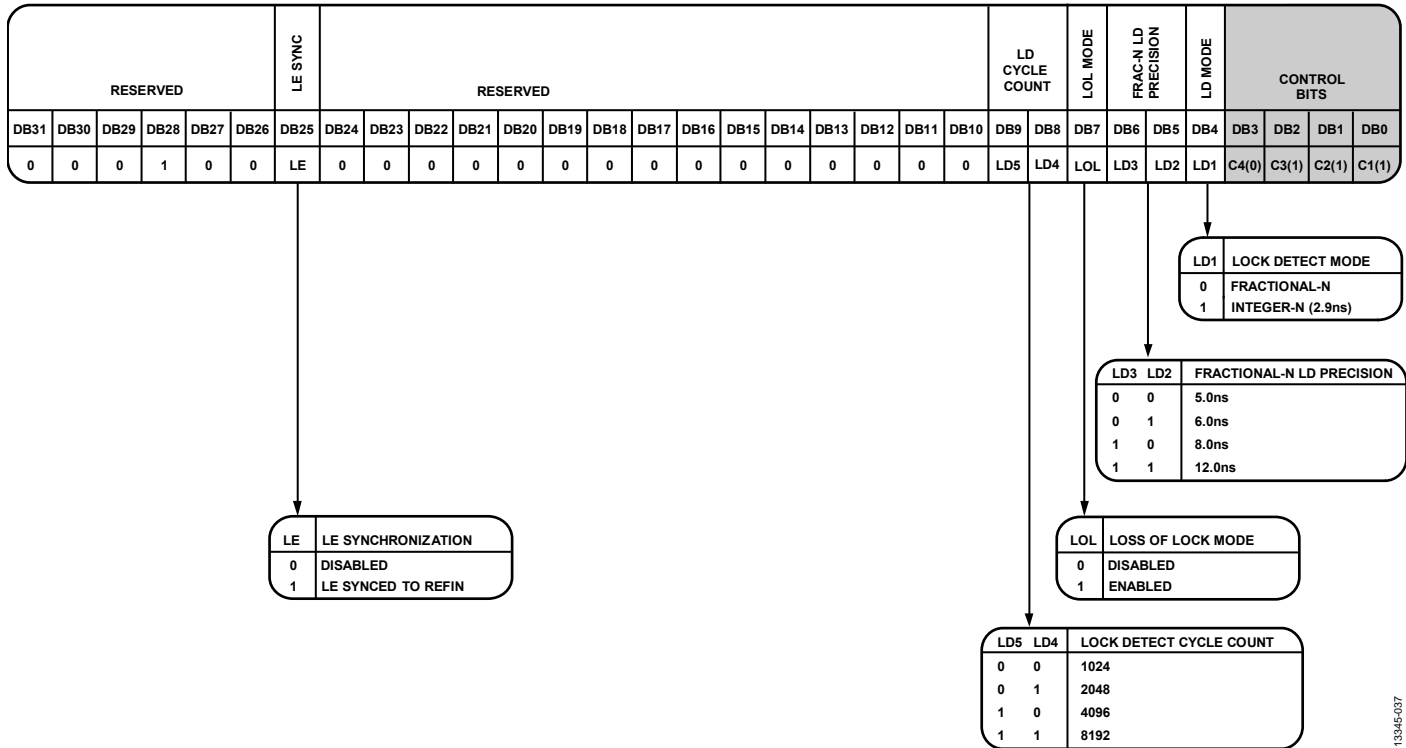 RESERVED LE SYNC RESERVED LD CYCLE COUNT LOL MODE FRAC-N LD PRECISION LD MODE CONTROL BITS
DB31 DB30 DB29 DB28 DB27 DB26 DB25 DB24 DB23 DB22 DB21 DB20 DB19 DB18 DB17 DB16 DB15 DB14 DB13 DB12 DB11 DB10 DB9 DB8 DB7 DB6 DB5 DB4 DB3 DB2 DB1 DB0
0 0 0 1 0 0 LE 0 0 0 0 0 0 0 0 0 0 0 0 0 0 0 LD5 LD4 LOL LD3 LD2 LD1 C4(0) C3(1) C2(1) C1(1)
LD1 LOCK DETECT MODE
0 FRACTIONAL-N
1 INTEGER-N (2.9ns)
LD3 LD2 FRACTIONAL-N LD PRECISION
0 0 5.0ns
0 1 6.0ns
1 0 8.0ns
1 1 12.0ns
LE LE SYNCHRONIZATION
0 DISABLED
1 LE SYNCED TO REFIN
LOL LOSS OF LOCK MODE
0 DISABLED
1 ENABLED
LD5 LD4 LOCK DETECT CYCLE COUNT
0 0 1024
0 1 2048
1 0 4096
1 1 8192
13345-037